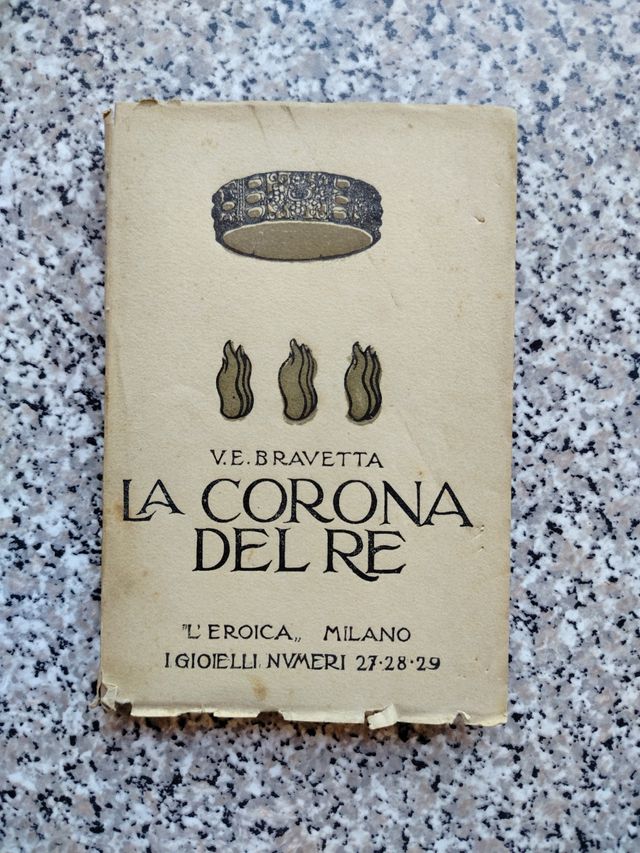 V.E.BRAVETTA
LA CORONA
DEL RE
"L'EROICA„ MILANO
I GIOIELLI, NVMERI 27·28·29